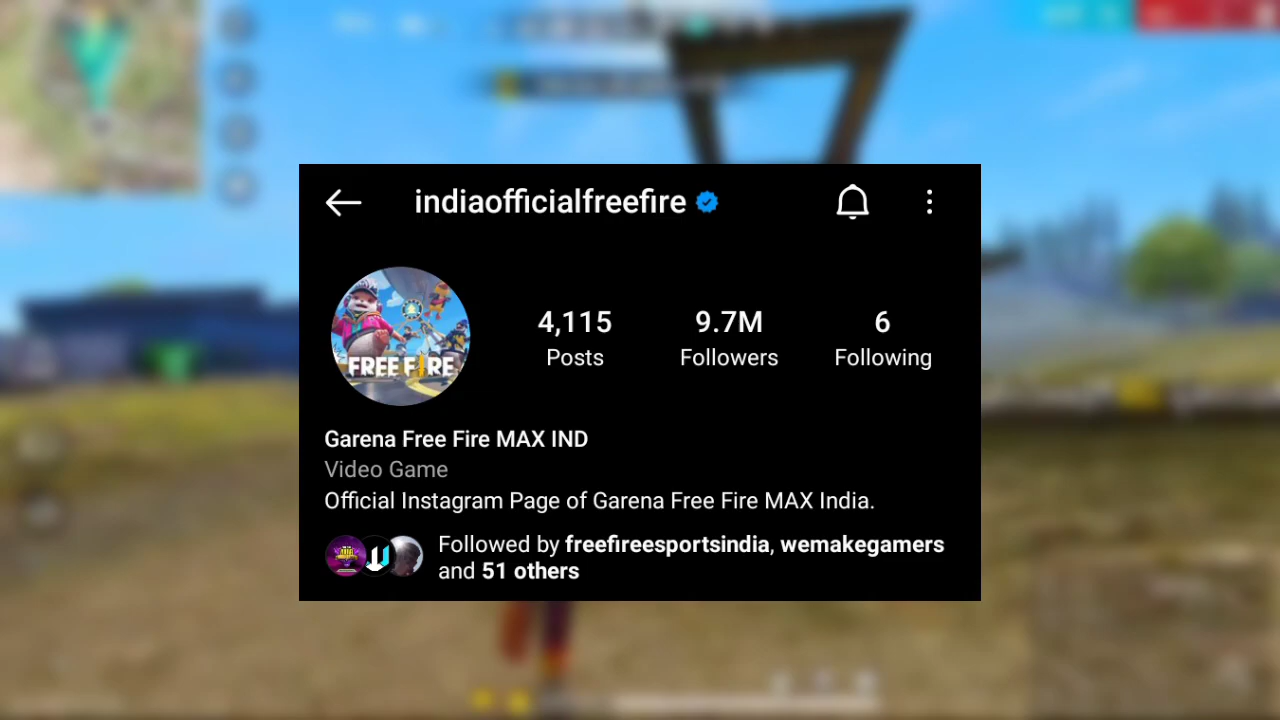 indiaofficialfreefire
4,115 9.7M 6
Posts Followers Following
FREE FIRE
Garena Free Fire MAX IND
Video Game
Official Instagram Page of Garena Free Fire MAX India.
Followed by freefireesportsindia, wemakegamers
and 51 others